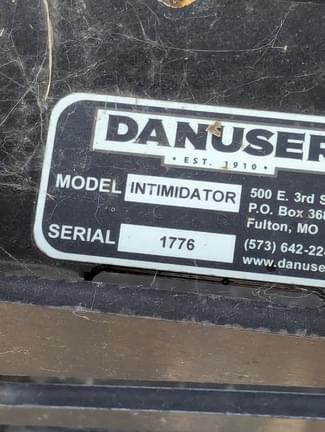 DANUSER
• EST. 1910 •
MODEL INTIMIDATOR
500 E. 3rd S
P.O. Box 368
Fulton, MO
SERIAL 1776
(573) 642-22
www.danuse